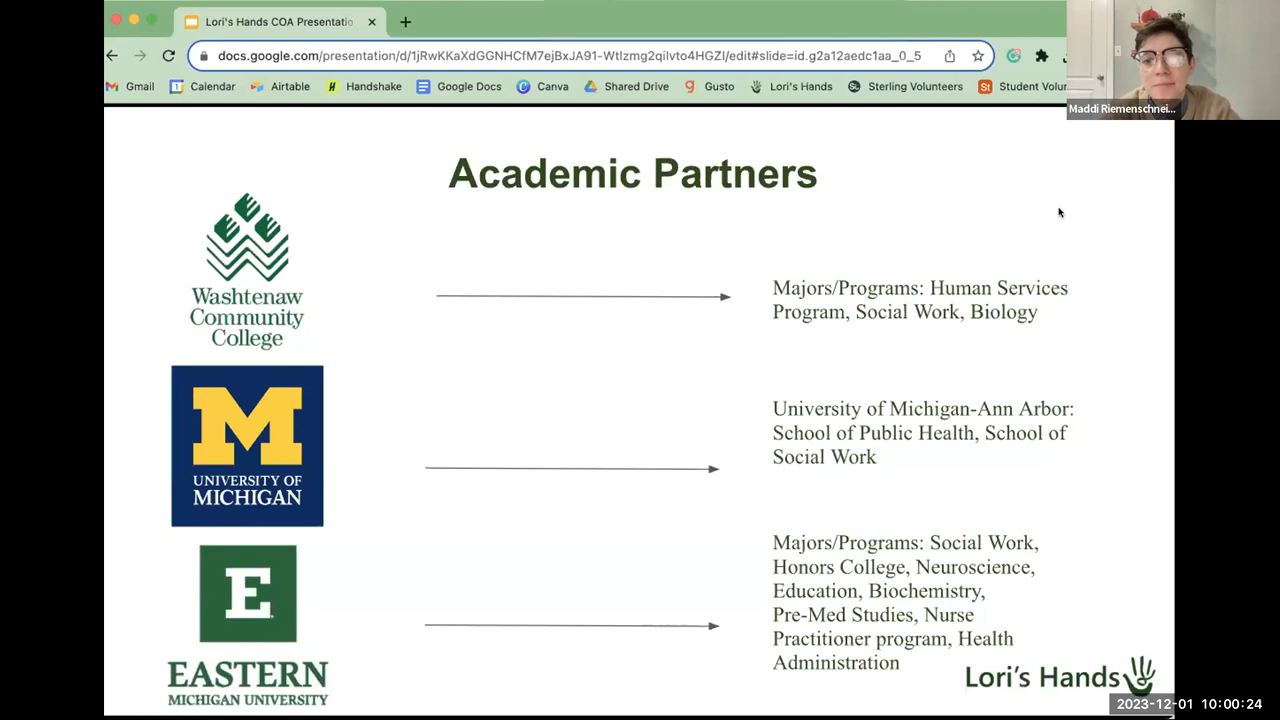 Lori's Hands COA Presentatio
docs.google.com/presentation/d/1jRwKKaXdGGNHCfM7ejBxJA91-Wtlzmg2qilvto4HGZI/edit#slide=id.g2a12aedc1aa_0_5
Gmail Calendar Airtable Handshake Google Docs Canva Shared Drive Gusto Lori's Hands Sterling Volunteers Student Volun
Maddi Riemenschnei...
Academic Partners
Washtenaw
Community
College
Majors/Programs: Human Services
Program, Social Work, Biology
M
UNIVERSITY OF
MICHIGAN
University of Michigan-Ann Arbor:
School of Public Health, School of
Social Work
E
EASTERN
MICHIGAN UNIVERSITY
Majors/Programs: Social Work,
Honors College, Neuroscience,
Education, Biochemistry,
Pre-Med Studies, Nurse
Practitioner program, Health
Administration
Lori's Hands
2023-12-01 10:00:24